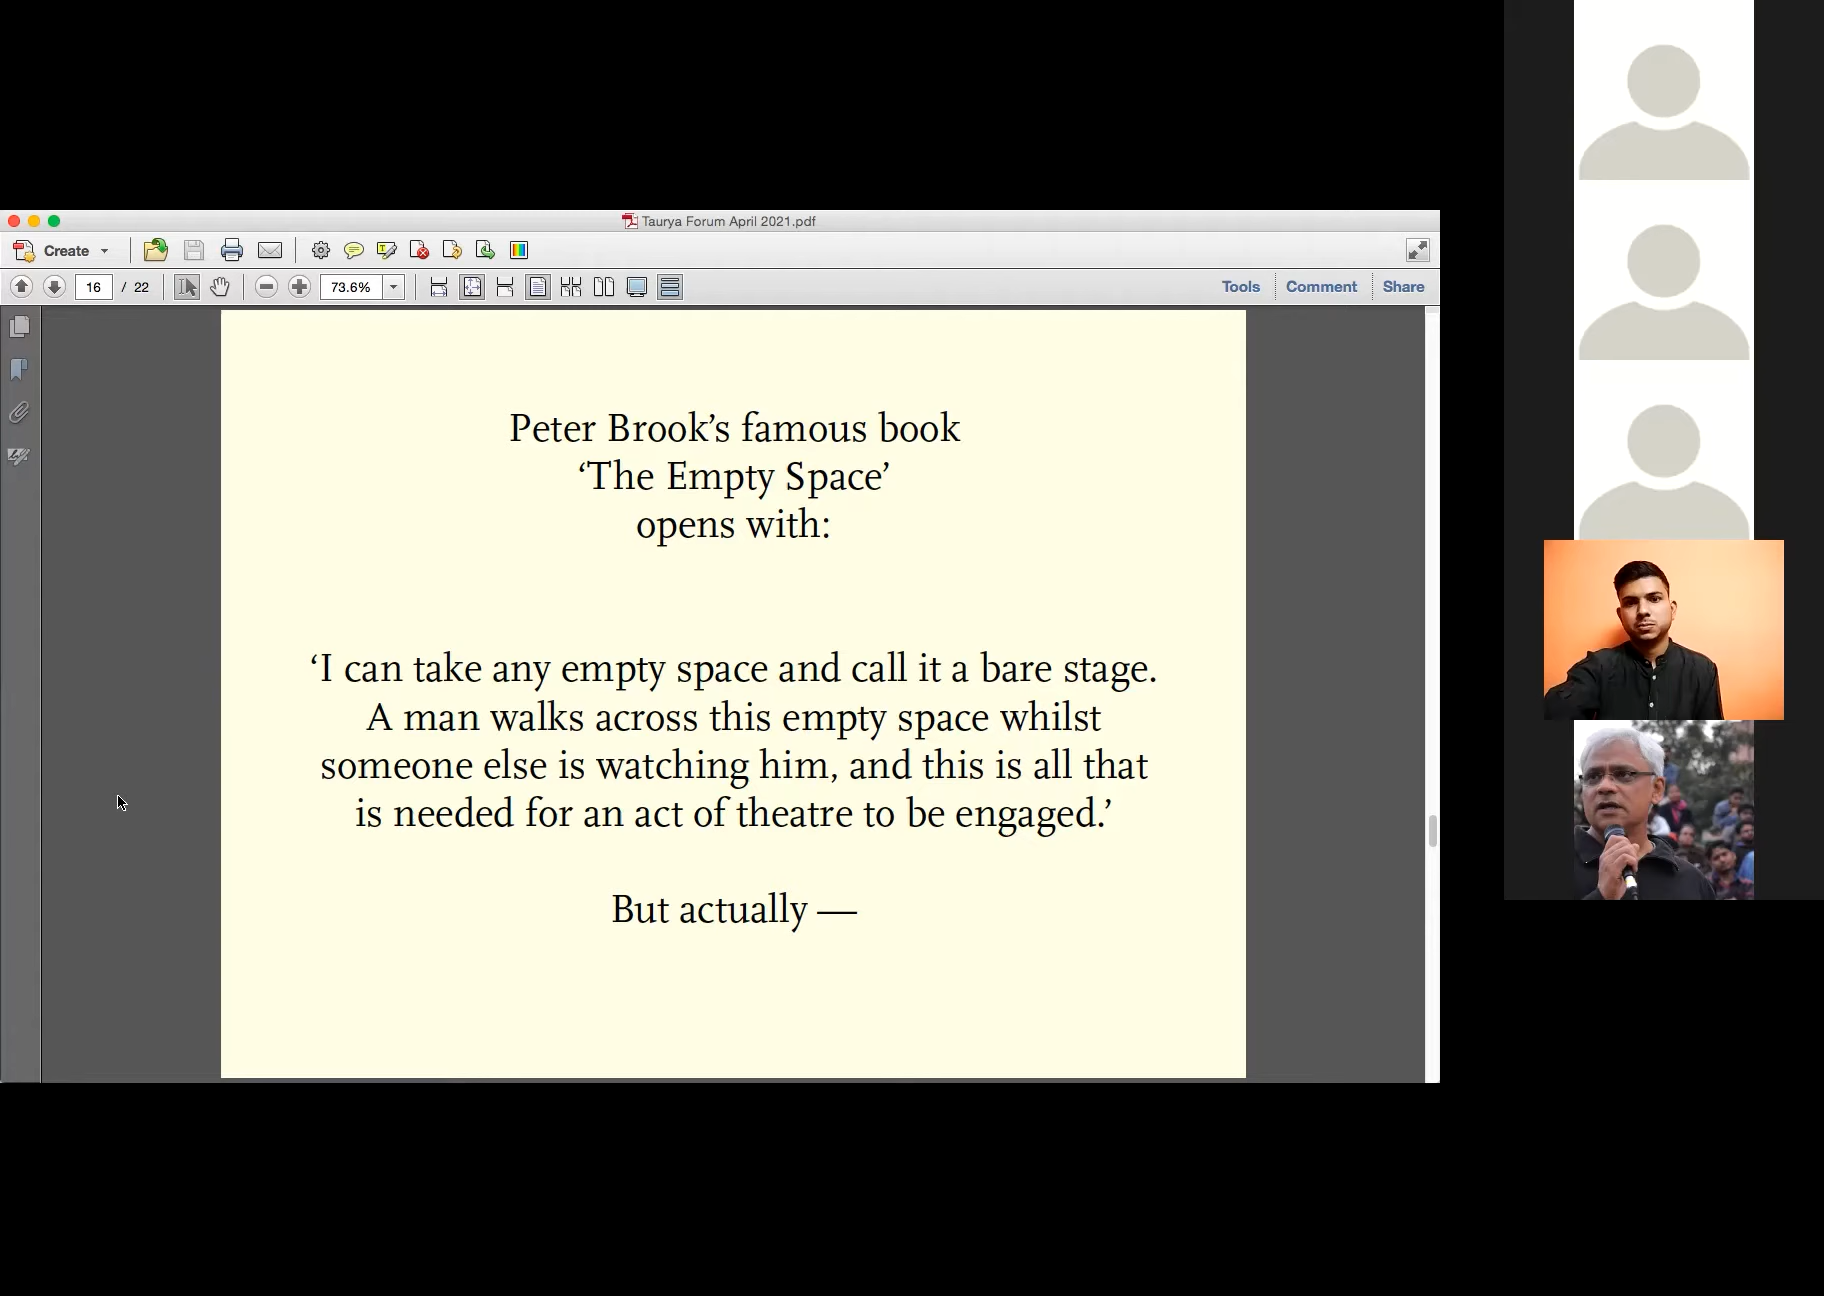 Taurya Forum April 2021.pdf
Create
16 / 22
73.6%
Tools
Comment
Share
Peter Brook’s famous book
‘The Empty Space’
opens with:
‘I can take any empty space and call it a bare stage.
A man walks across this empty space whilst
someone else is watching him, and this is all that
is needed for an act of theatre to be engaged.’
But actually —